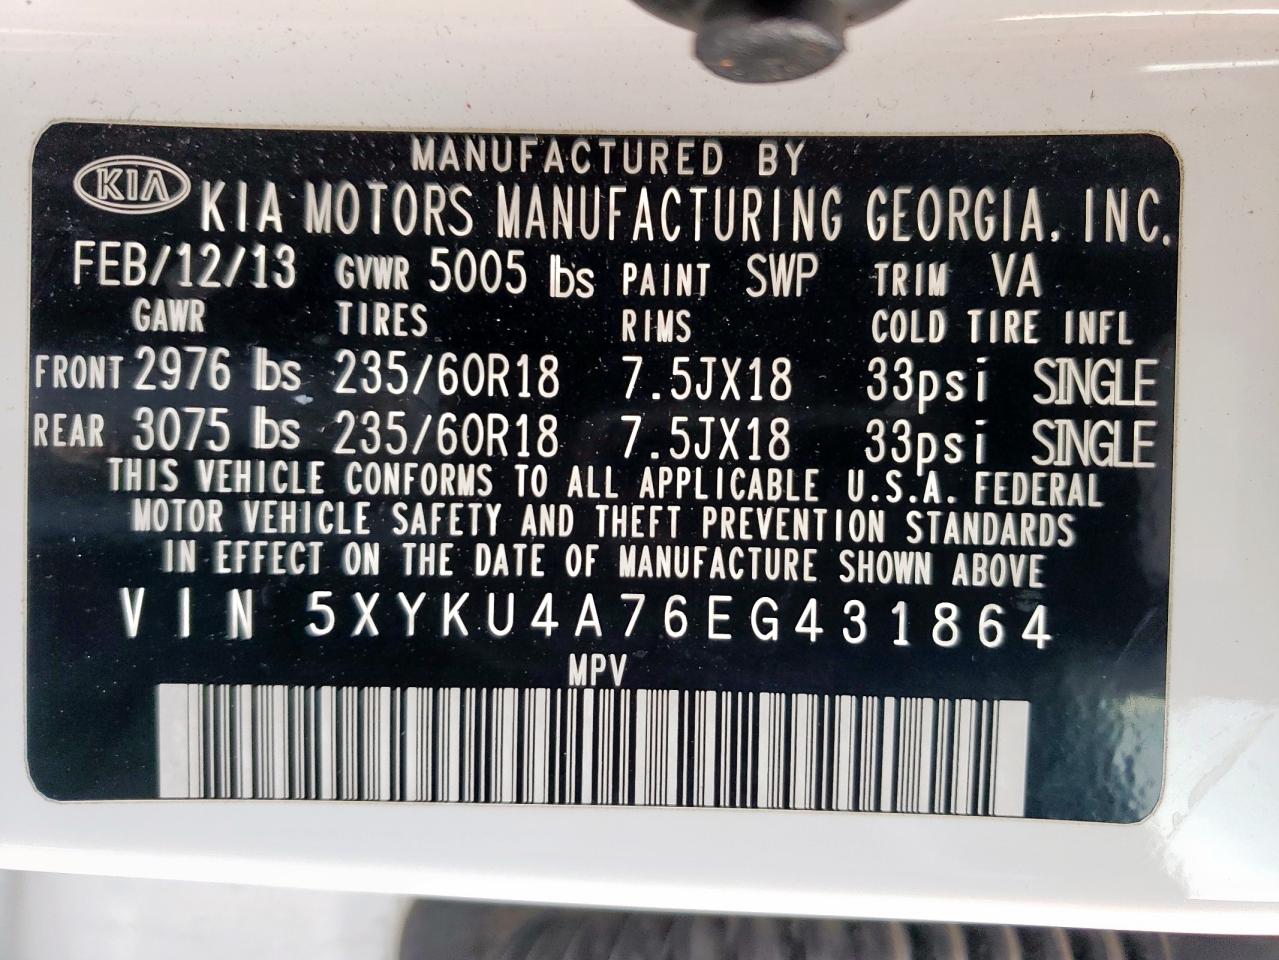 MANUFACTURED BY
KIA KIA MOTORS MANUFACTURING GEORGIA, INC.
FEB/12/13 GVWR 5005 lbs PAINT SWP TRIM VA
GAWR TIRES RIMS COLD TIRE INFL
FRONT 2976 lbs 235/60R18 7.5JX18 33psi SINGLE
REAR 3075 lbs 235/60R18 7.5JX18 33psi SINGLE
THIS VEHICLE CONFORMS TO ALL APPLICABLE U.S.A. FEDERAL
MOTOR VEHICLE SAFETY AND THEFT PREVENTION STANDARDS
IN EFFECT ON THE DATE OF MANUFACTURE SHOWN ABOVE
VIN 5XYKU4A76EG431864
MPV